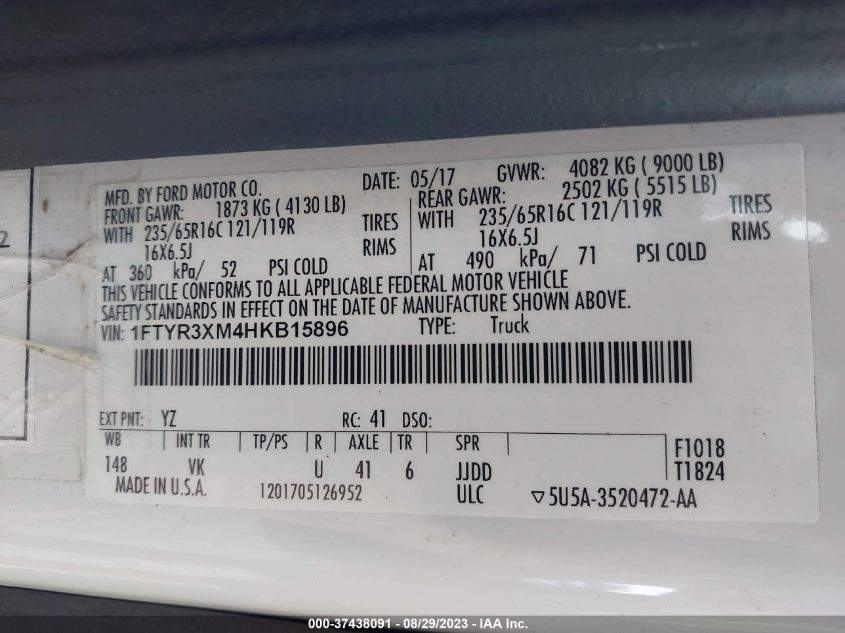 MFD. BY FORD MOTOR CO. DATE: 05/17 GVWR: 4082 KG ( 9000 LB)
FRONT GAWR: 1873 KG ( 4130 LB) REAR GAWR: 2502 KG ( 5515 LB)
WITH 235/65R16C 121/119R TIRES WITH 235/65R16C 121/119R TIRES
16X6.5J RIMS 16X6.5J RIMS
AT 360 kPa/ 52 PSI COLD AT 490 kPa/ 71 PSI COLD
THIS VEHICLE CONFORMS TO ALL APPLICABLE FEDERAL MOTOR VEHICLE
SAFETY STANDARDS IN EFFECT ON THE DATE OF MANUFACTURE SHOWN ABOVE.
VIN: 1FTYR3XM4HKB15896 TYPE: Truck
EXT PNT: YZ RC: 41 DSO:
WB INT TR TP/PS R AXLE TR SPR F1018
148 VK U 41 6 JJDD T1824
MADE IN U.S.A. 1201705126952 ULC ▽5U5A-3520472-AA
Z
000-37438091 - 08/29/2023 - IAA Inc.